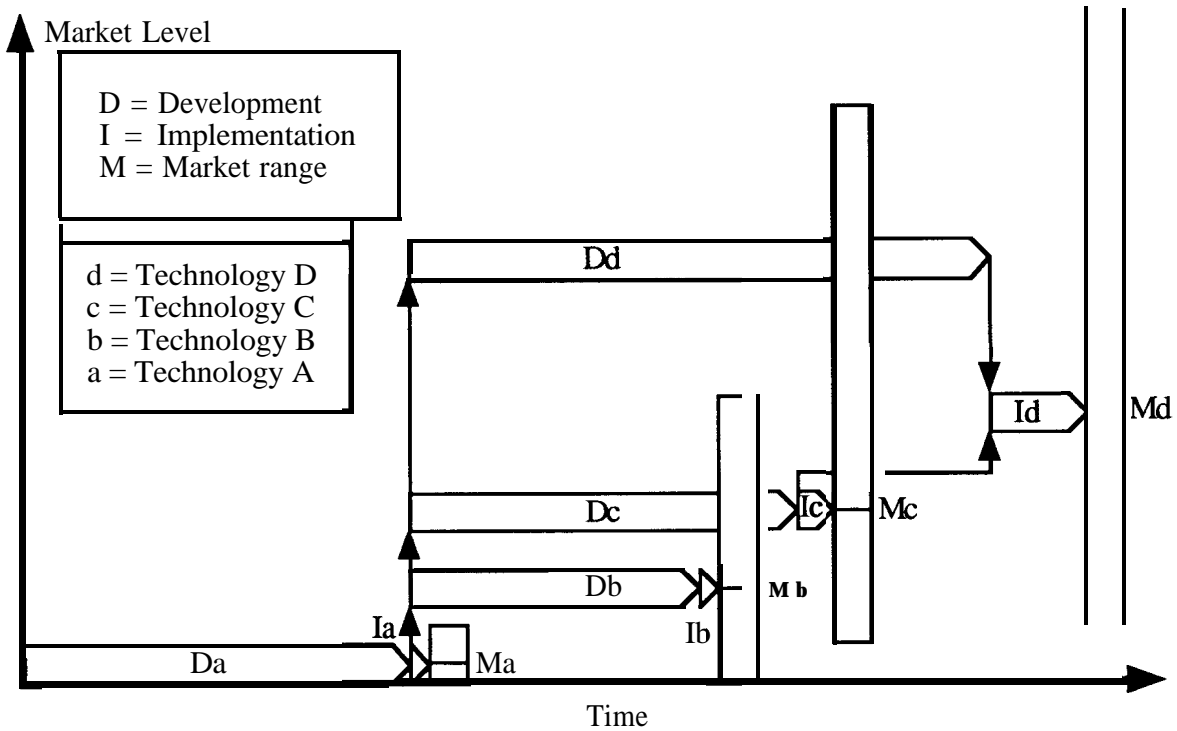 Market Level
D = Development
I = Implementation
M = Market range
d = Technology D
c = Technology C
b = Technology B
a = Technology A
Dd
Id
Md
Dc
Ic
Mc
Db
M b
Ia
Ib
Da
Ma
Time